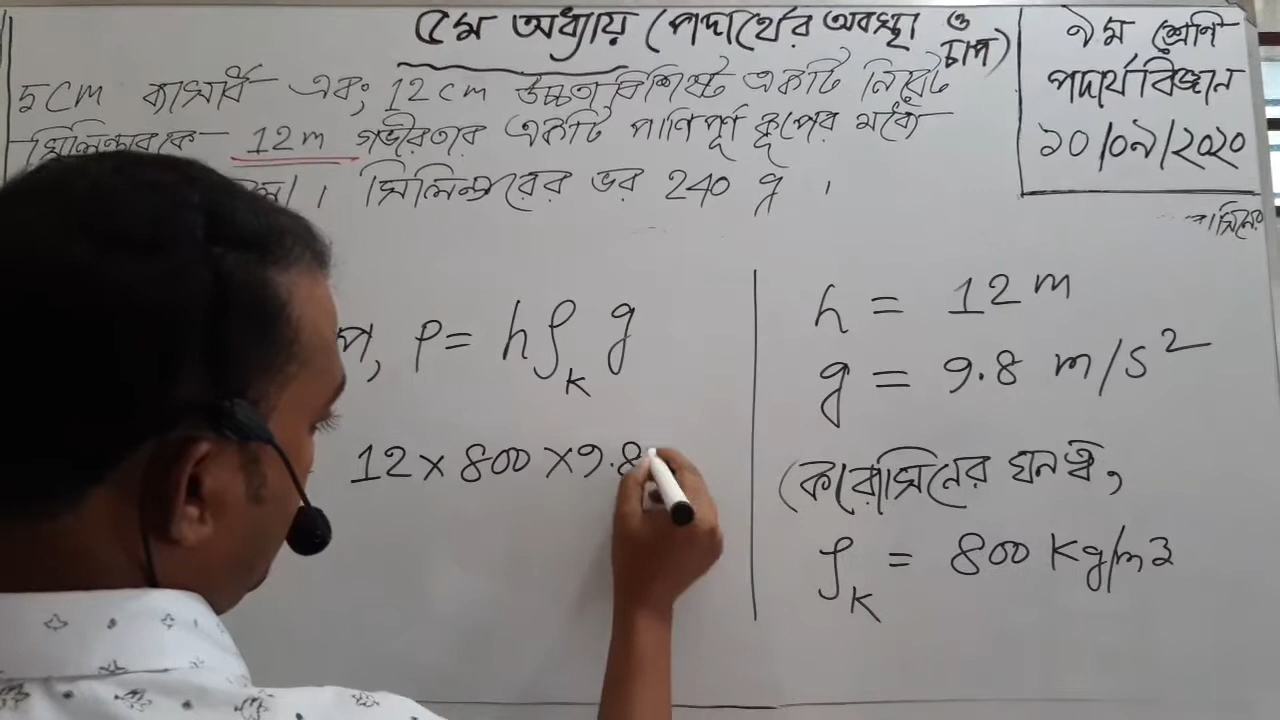 ৫ম অধ্যায় (পদার্থের অবস্থা ও চাপ)
৯ম শ্রেণি
পদার্থ বিজ্ঞান
১০/০৯/২০২০
5cm ব্যাসার্ধ এবং 12cm উচ্চতা বিশিষ্ট একটি নিরেট
সিলিন্ডারকে 12m গভীরতার একটি পানিপূর্ণ কূপের মধ্যে
। সিলিন্ডারের ভর 240 g ।
প, P = hρ_K g
12 × 800 × 9.8
h = 12 m
g = 9.8 m/s²
কেরোসিনের ঘনত্ব,
ρ_K = 800 Kg/m3